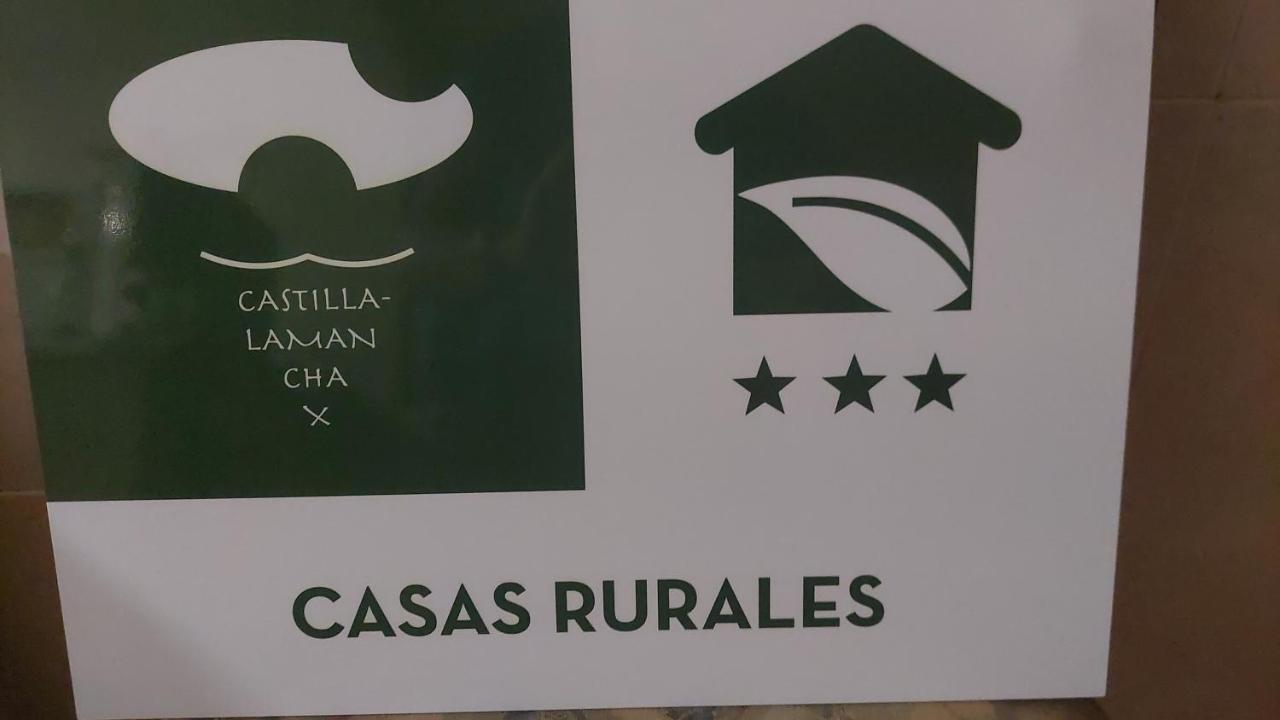 CASTILLA-
LAMAN
CHA
X
CASAS RURALES